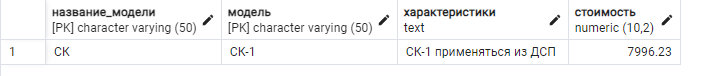 название_модели модель характеристики стоимость
[PK] character varying (50) [PK] character varying (50) text numeric (10,2)
1 СК СК-1 СК-1 применяться из ДСП 7996.23